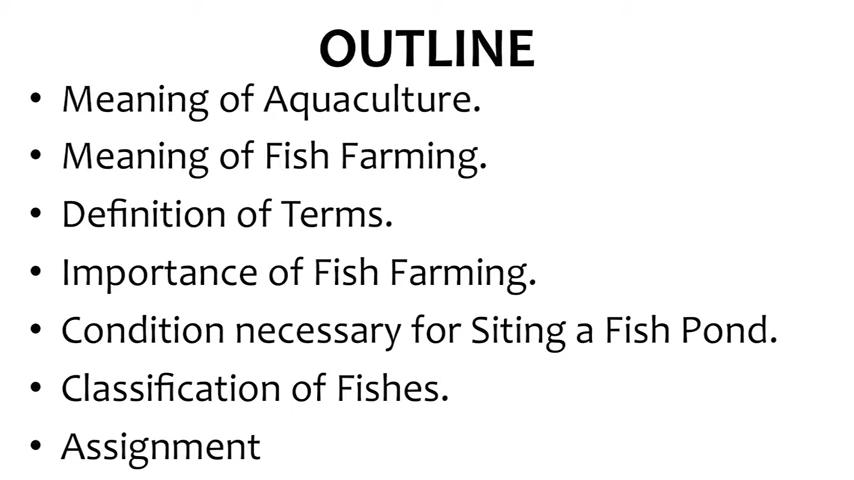 OUTLINE
• Meaning of Aquaculture.
• Meaning of Fish Farming.
• Definition of Terms.
• Importance of Fish Farming.
• Condition necessary for Siting a Fish Pond.
• Classification of Fishes.
• Assignment